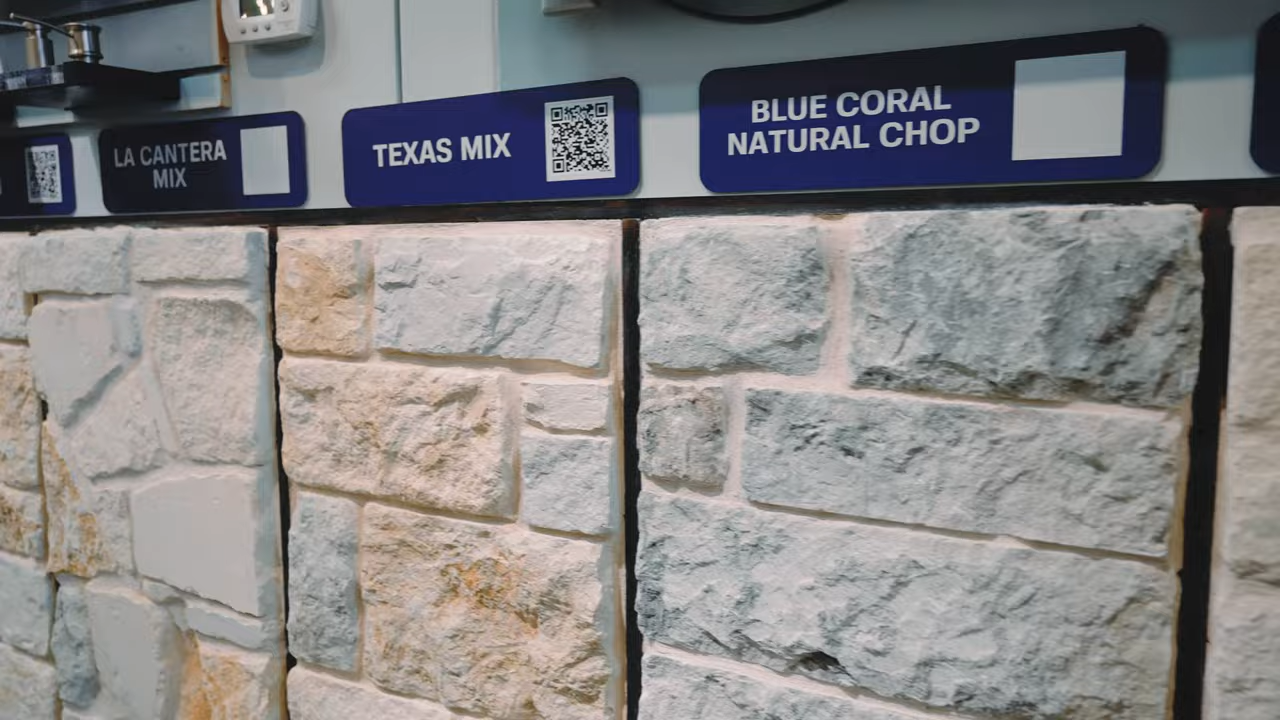 LA CANTERA
MIX
TEXAS MIX
BLUE CORAL
NATURAL CHOP